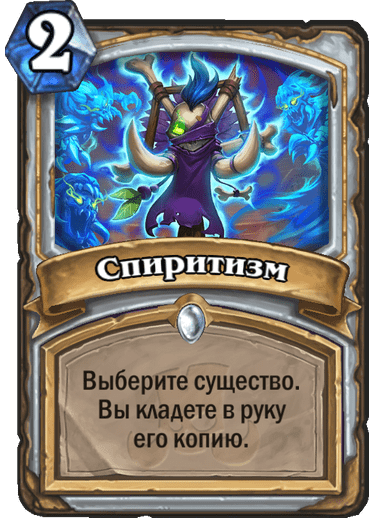 2
Спиритизм
Выберите существо.
Вы кладете в руку
его копию.